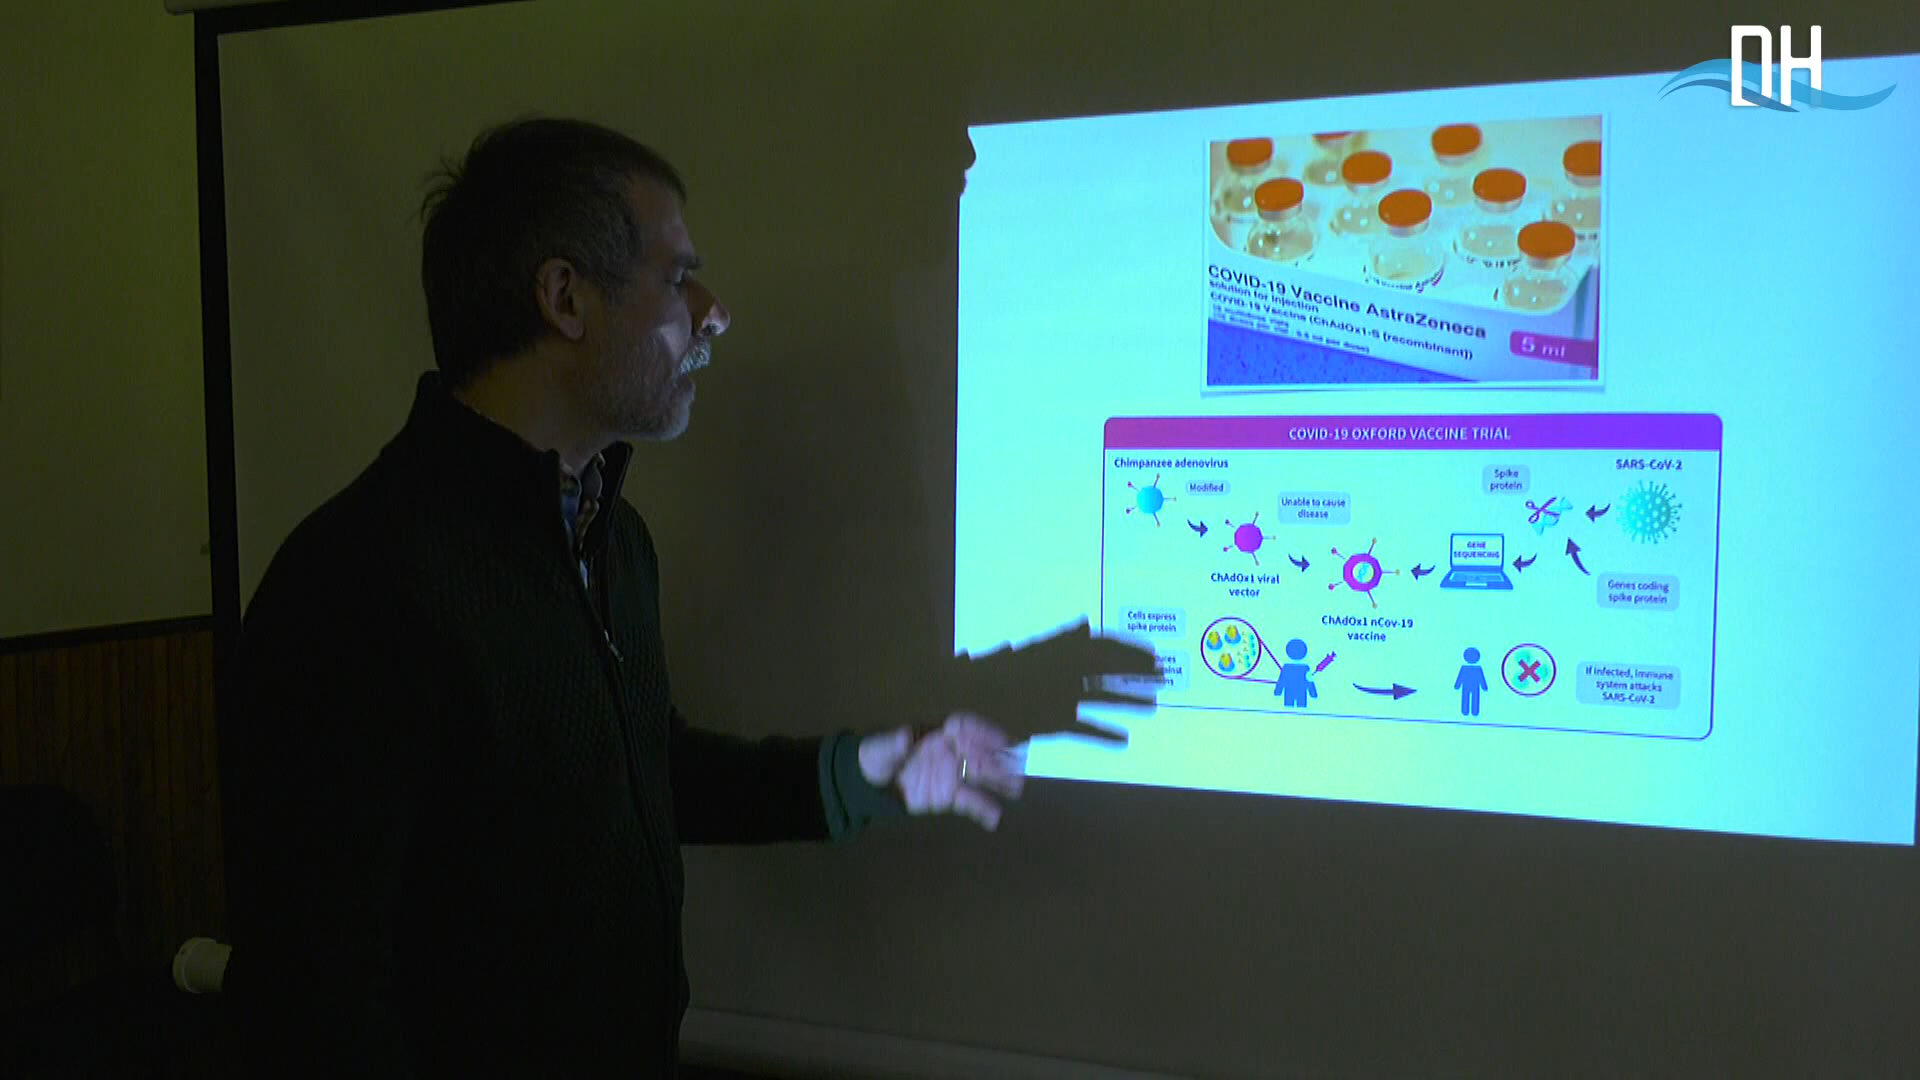 DH
COVID-19 Vaccine AstraZeneca
solution for injection
COVID-19 Vaccine (ChAdOx1-S [recombinant])
5 ml
COVID-19 OXFORD VACCINE TRIAL
Chimpanzee adenovirus
Modified
Unable to cause
disease
ChAdOx1 viral
vector
ChAdOx1 nCov-19
vaccine
GENE
SEQUENCING
Spike
protein
SARS-CoV-2
Genes coding
spike protein
Cells express
spike protein
If infected, immune
system attacks
SARS-CoV-2